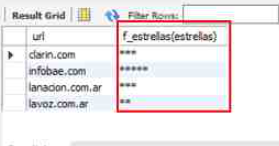 Result Grid Filter Rows:
url f_estrellas(estrellas)
clarin.com ***
infobae.com *****
lanacion.com.ar ***
lavoz.com.ar **